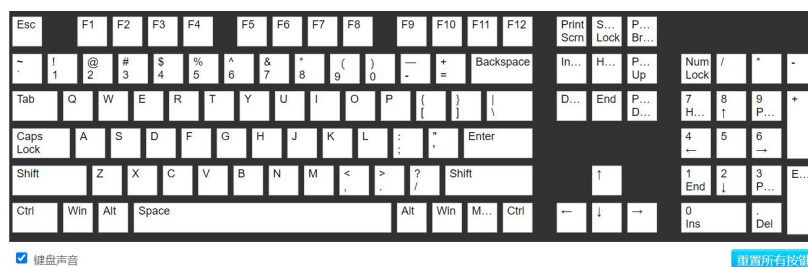 Esc F1 F2 F3 F4 F5 F6 F7 F8 F9 F10 F11 F12 Print Scrn S... Lock P... Br...
~ ` ! 1 @ 2 # 3 $ 4 % 5 ^ 6 & 7 * 8 ( 9 ) 0 — - + = Backspace In... H... P... Up Num Lock / * -
Tab Q W E R T Y U I O P { [ } ] | \ D... End P... D... 7 H... 8 ↑ 9 P... +
Caps Lock A S D F G H J K L : ; " ' Enter 4 ← 5 6 →
Shift Z X C V B N M < , > . ? / Shift ↑ 1 End 2 ↓ 3 P... E...
Ctrl Win Alt Space Alt Win M... Ctrl ← ↓ → 0 Ins . Del
键盘声音 重置所有按键